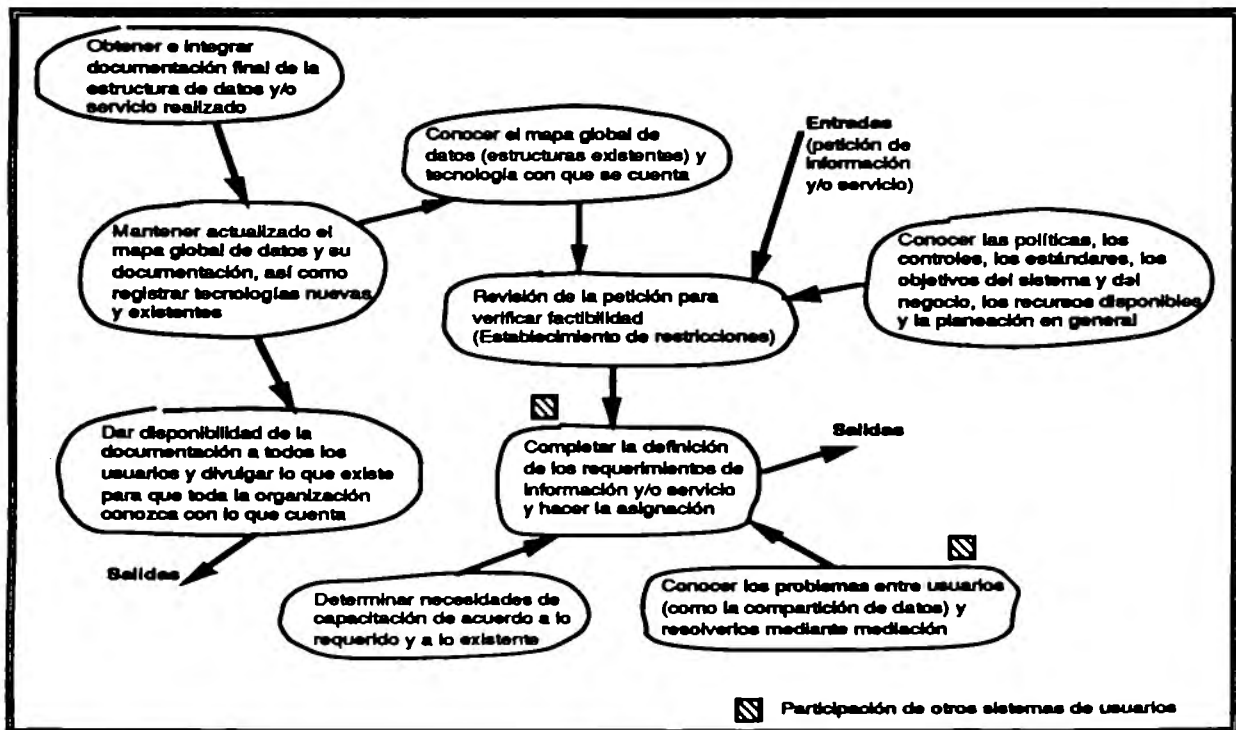 Obtener e integrar
documentación final de la
estructura de datos y/o
servicio realizado
Conocer el mapa global de
datos (estructuras existentes) y
tecnología con que se cuenta
Entradas
(petición de
información
y/o servicio)
Mantener actualizado el
mapa global de datos y su
documentación, así como
registrar tecnologías nuevas
y existentes
Revisión de la petición para
verificar factibilidad
(Establecimiento de restricciones)
Conocer las políticas, los
controles, los estándares, los
objetivos del sistema y del
negocio, los recursos disponibles
y la planeación en general
Dar disponibilidad de la
documentación a todos los
usuarios y divulgar lo que existe
para que toda la organización
conozca con lo que cuenta
Completar la definición
de los requerimientos de
información y/o servicio
y hacer la asignación
Salidas
Salidas
Determinar necesidades de
capacitación de acuerdo a lo
requerido y a lo existente
Conocer los problemas entre usuarios
(como la compartición de datos) y
resolverlos mediante mediación
Participación de otros sistemas de usuarios